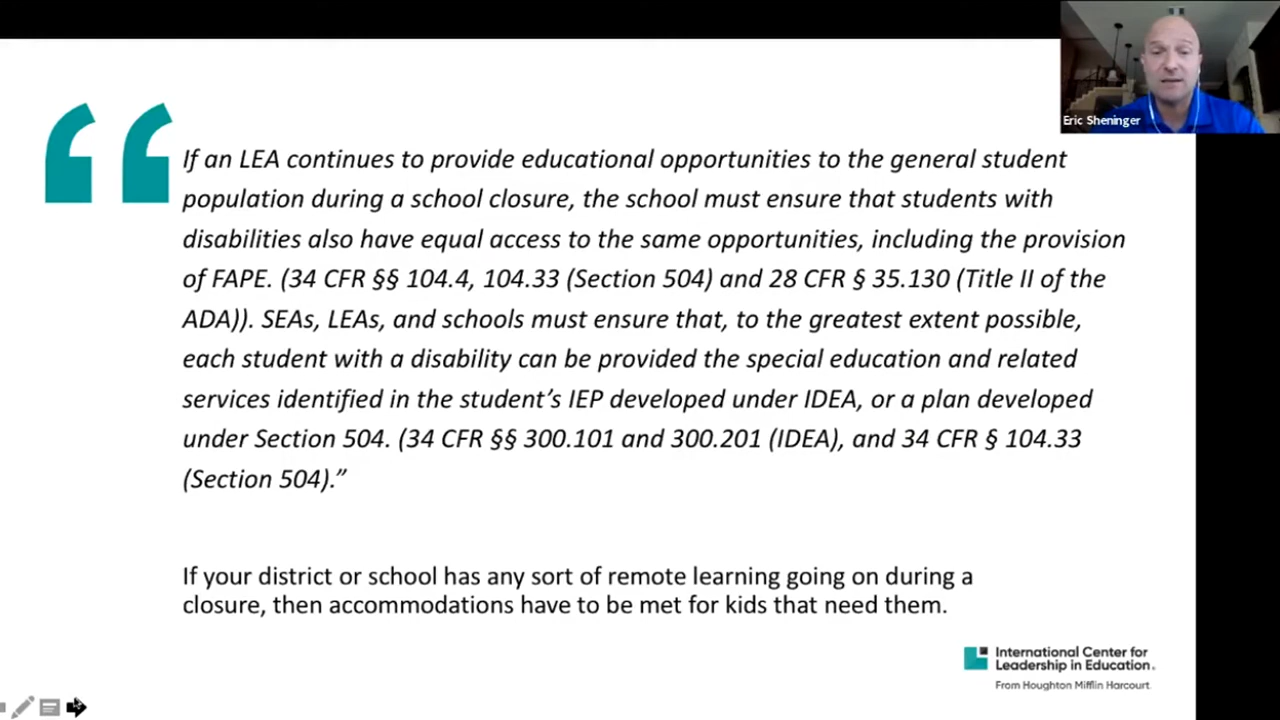 Eric Sheninger
If an LEA continues to provide educational opportunities to the general student
population during a school closure, the school must ensure that students with
disabilities also have equal access to the same opportunities, including the provision
of FAPE. (34 CFR §§ 104.4, 104.33 (Section 504) and 28 CFR § 35.130 (Title II of the
ADA)). SEAs, LEAs, and schools must ensure that, to the greatest extent possible,
each student with a disability can be provided the special education and related
services identified in the student’s IEP developed under IDEA, or a plan developed
under Section 504. (34 CFR §§ 300.101 and 300.201 (IDEA), and 34 CFR § 104.33
(Section 504).”
If your district or school has any sort of remote learning going on during a
closure, then accommodations have to be met for kids that need them.
International Center for
Leadership in Education.
From Houghton Mifflin Harcourt